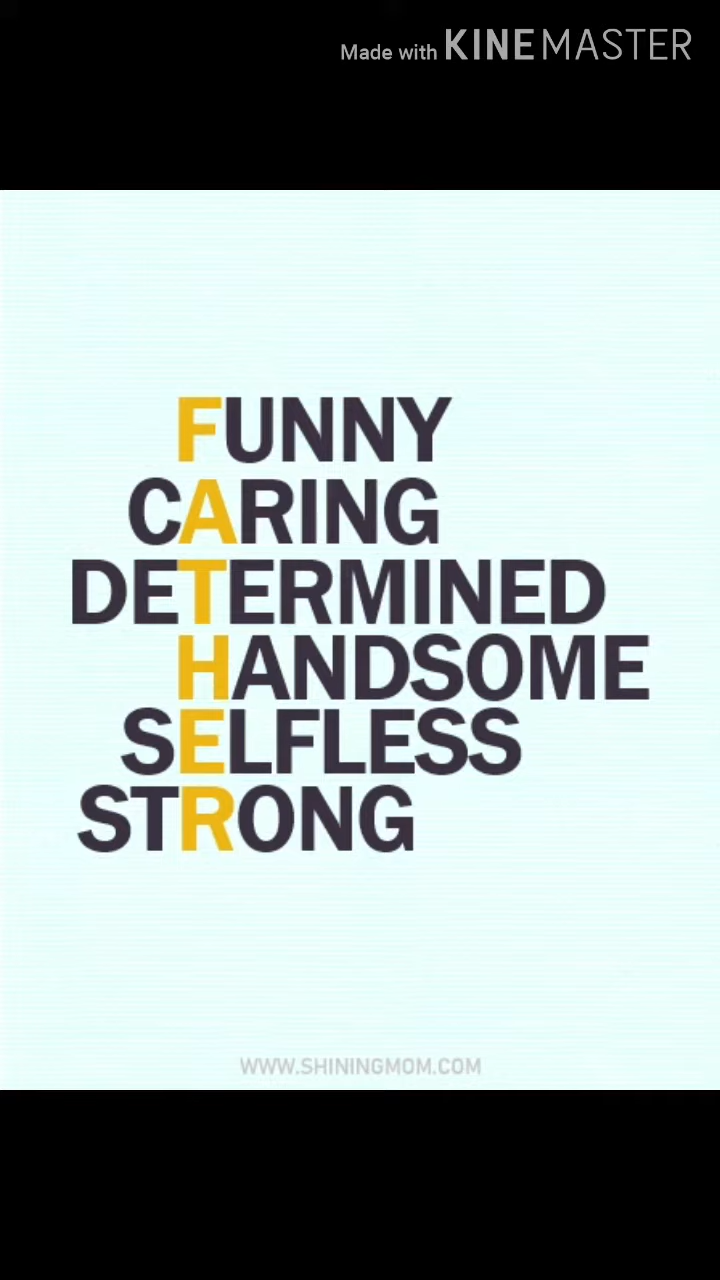 Made with KINEMASTER
FUNNY
CARING
DETERMINED
HANDSOME
SELFLESS
STRONG
WWW.SHININGMOM.COM